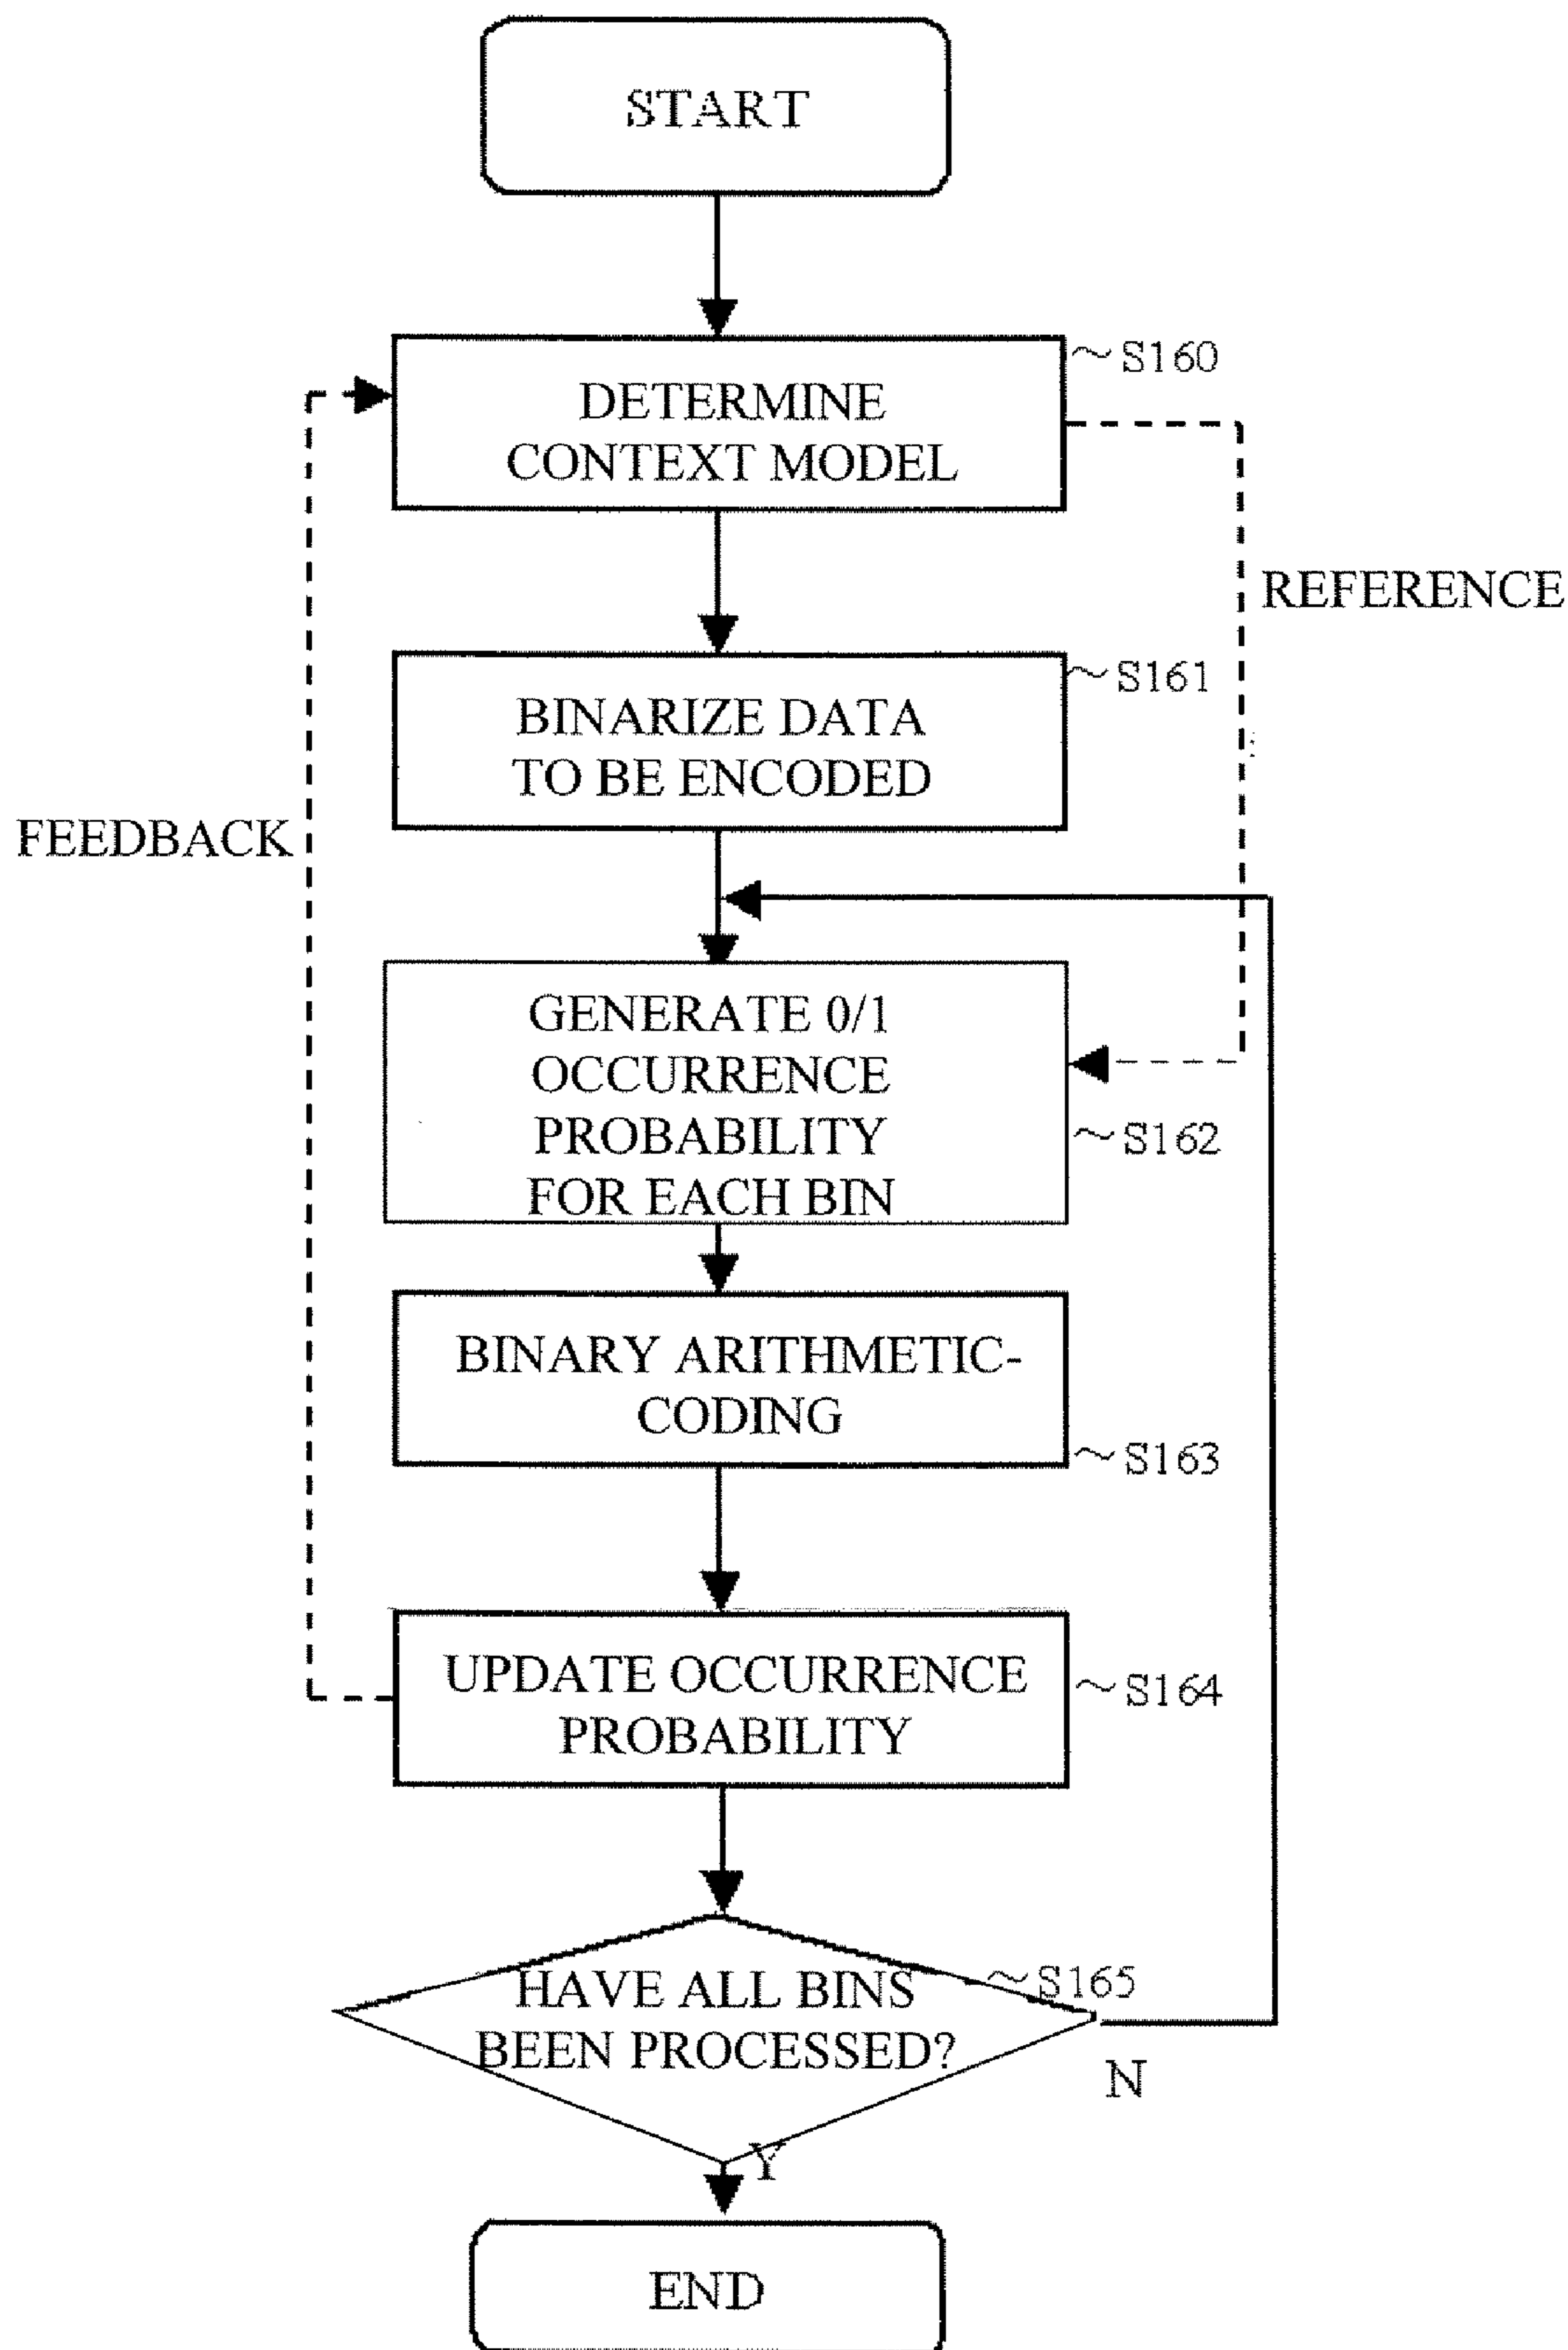 START
~S160
DETERMINE
CONTEXT MODEL
REFERENCE
~S161
BINARIZE DATA
TO BE ENCODED
FEEDBACK
GENERATE 0/1
OCCURRENCE
PROBABILITY
~S162
FOR EACH BIN
BINARY ARITHMETIC-
CODING
~S163
UPDATE OCCURRENCE
~S164
PROBABILITY
~S165
HAVE ALL BINS
BEEN PROCESSED?
N
Y
END